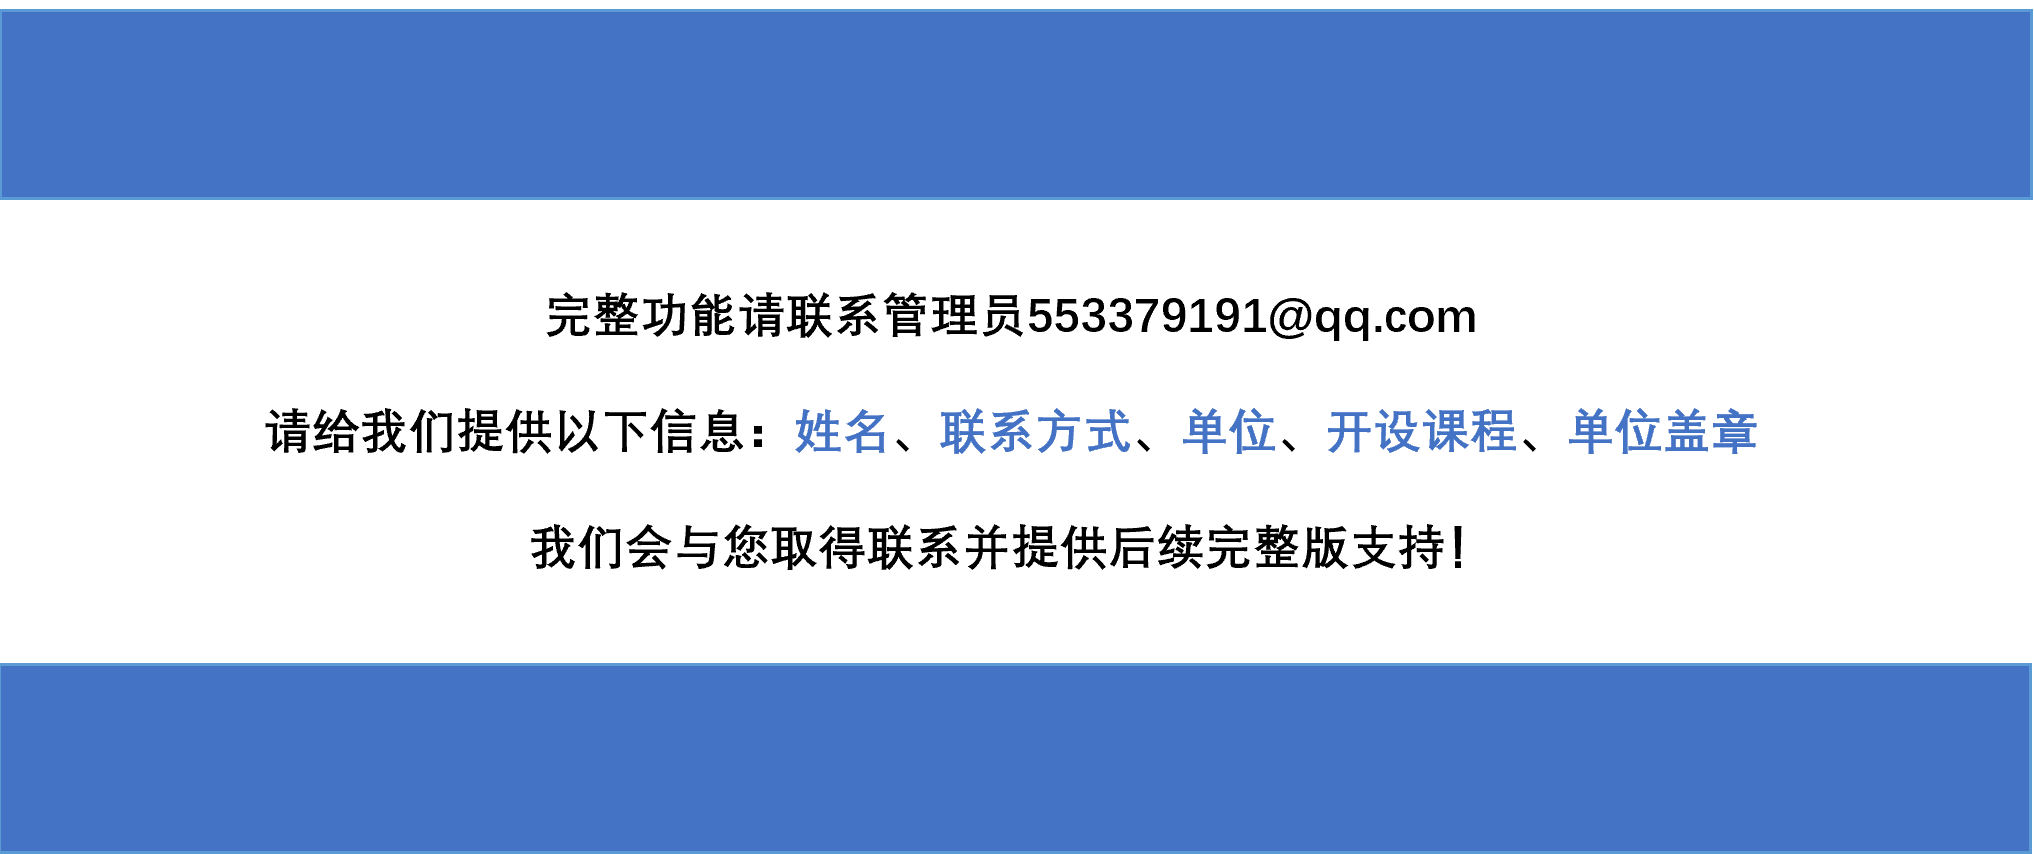 完整功能请联系管理员553379191@qq.com
请给我们提供以下信息：姓名、联系方式、单位、开设课程、单位盖章
我们会与您取得联系并提供后续完整版支持！